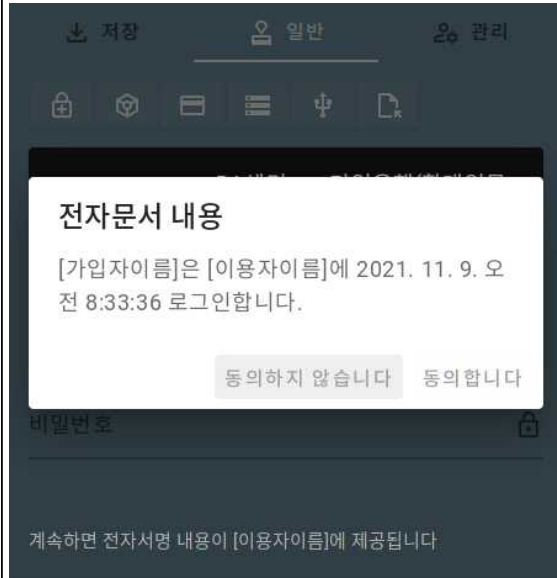 저장
일반
관리
전자문서 내용
[가입자이름]은 [이용자이름]에 2021. 11. 9. 오
전 8:33:36 로그인합니다.
동의하지 않습니다
동의합니다
비밀번호
계속하면 전자서명 내용이 [이용자이름]에 제공됩니다